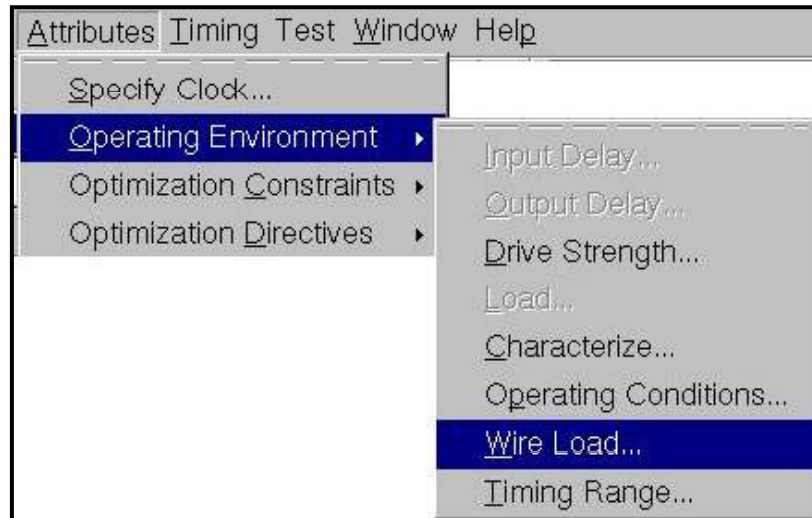 Attributes Timing Test Window Help
Specify Clock...
Operating Environment
Optimization Constraints
Optimization Directives
Input Delay...
Output Delay...
Drive Strength...
Load...
Characterize...
Operating Conditions...
Wire Load...
Timing Range...